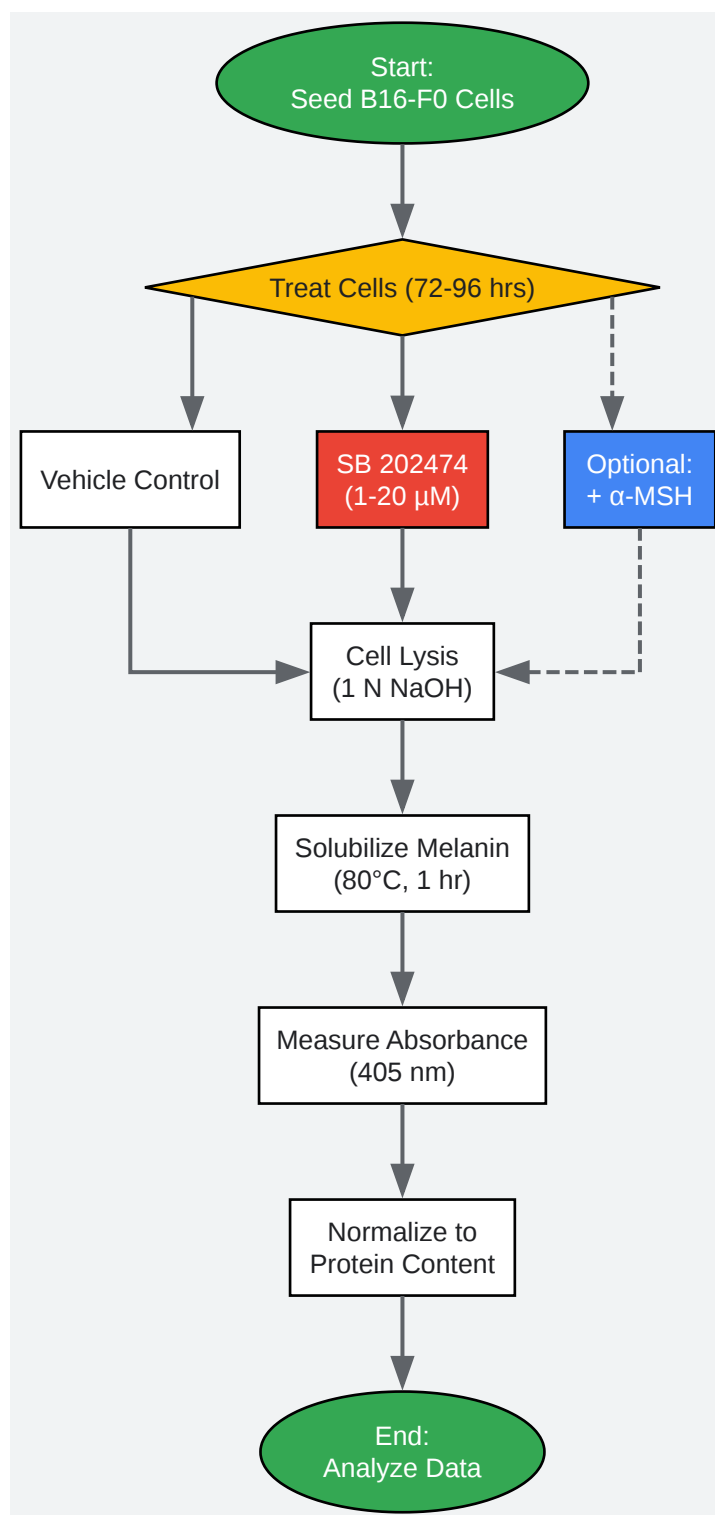 Start:
Seed B16-F0 Cells
Treat Cells (72-96 hrs)
Vehicle Control
SB 202474
(1-20 µM)
Optional:
+ α-MSH
Cell Lysis
(1 N NaOH)
Solubilize Melanin
(80°C, 1 hr)
Measure Absorbance
(405 nm)
Normalize to
Protein Content
End:
Analyze Data